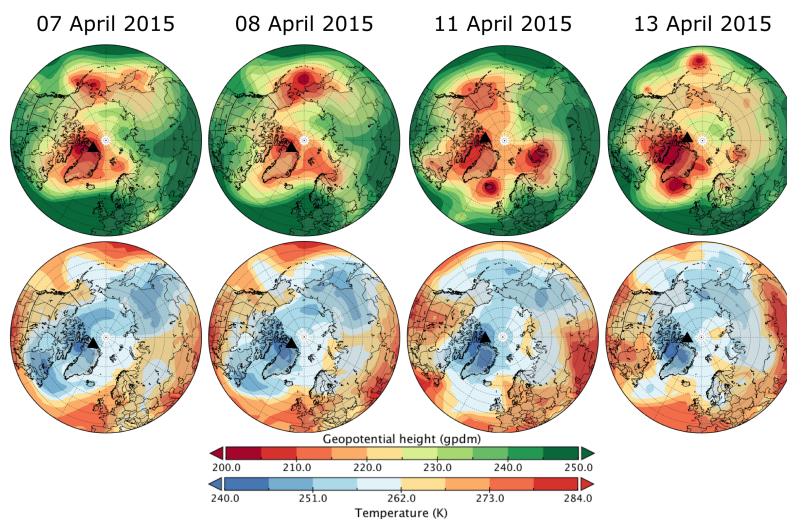 07 April 2015 08 April 2015 11 April 2015 13 April 2015
Geopotential height (gpdm)
200.0 210.0 220.0 230.0 240.0 250.0
240.0 251.0 262.0 273.0 284.0
Temperature (K)